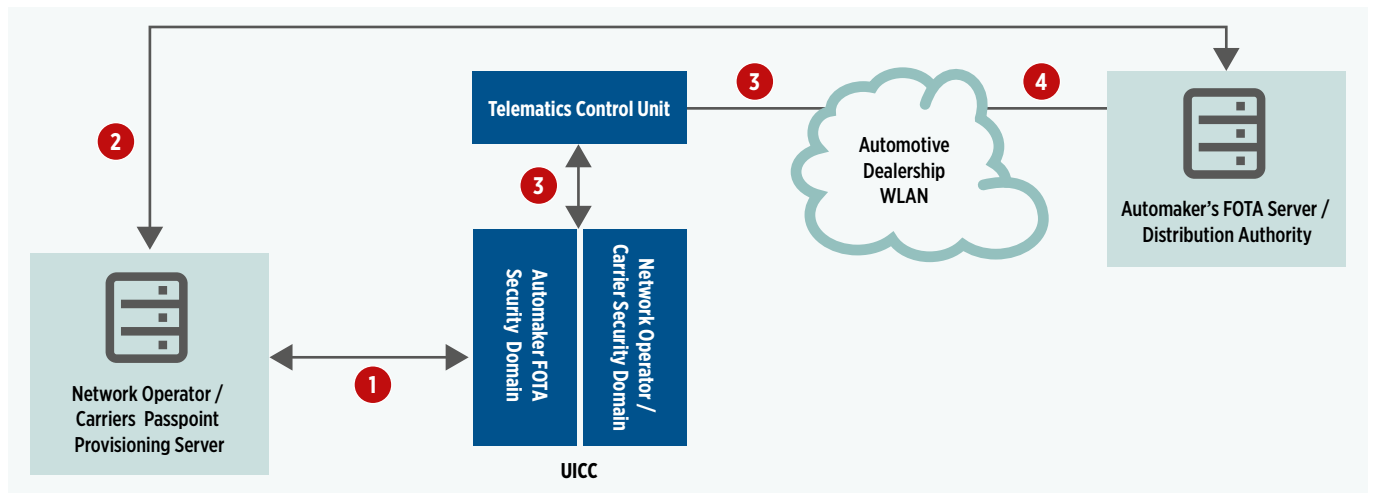 2
Telematics Control Unit
3
Automotive
Dealership
WLAN
4
Automaker's FOTA Server /
Distribution Authority
3
Network Operator /
Carriers Passpoint
Provisioning Server
1
Automaker FOTA
Security Domain
Network Operator /
Carrier Security Domain
UICC